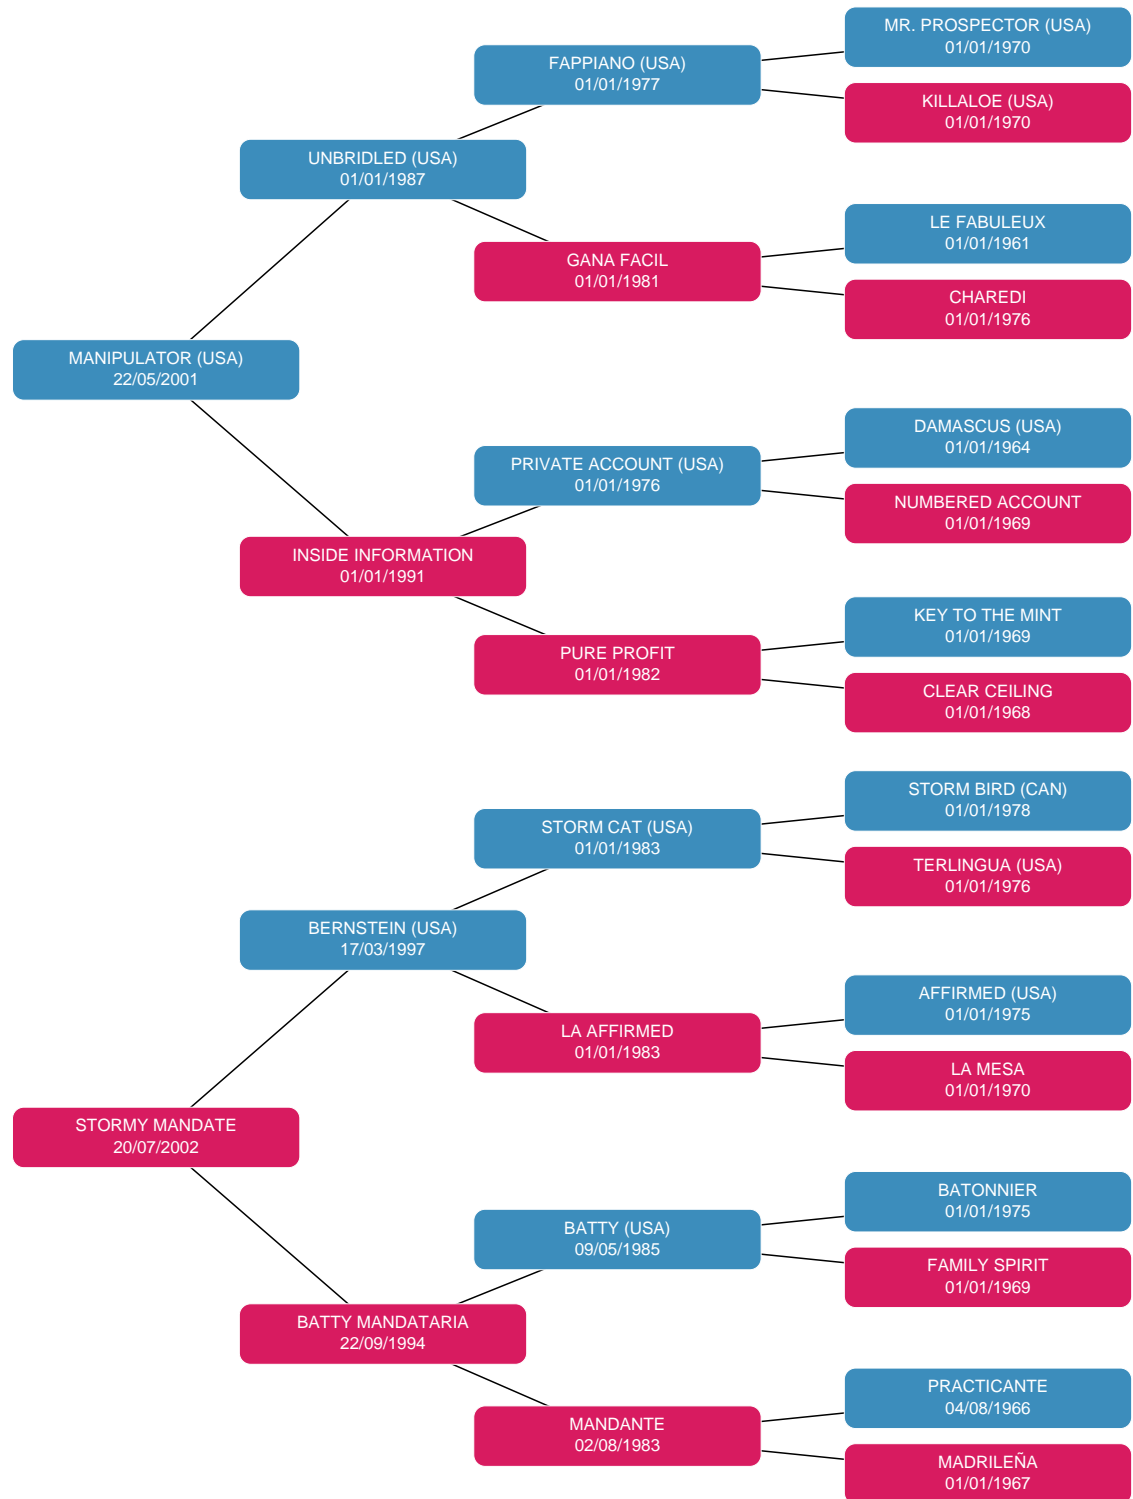 MR. PROSPECTOR (USA)
01/01/1970
FAPPIANO (USA)
01/01/1977
KILLALOE (USA)
01/01/1970
UNBRIDLED (USA)
01/01/1987
LE FABULEUX
01/01/1961
GANA FACIL
01/01/1981
CHAREDI
01/01/1976
MANIPULATOR (USA)
22/05/2001
DAMASCUS (USA)
01/01/1964
PRIVATE ACCOUNT (USA)
01/01/1976
NUMBERED ACCOUNT
01/01/1969
INSIDE INFORMATION
01/01/1991
KEY TO THE MINT
01/01/1969
PURE PROFIT
01/01/1982
CLEAR CEILING
01/01/1968
STORM BIRD (CAN)
01/01/1978
STORM CAT (USA)
01/01/1983
TERLINGUA (USA)
01/01/1976
BERNSTEIN (USA)
17/03/1997
AFFIRMED (USA)
01/01/1975
LA AFFIRMED
01/01/1983
LA MESA
01/01/1970
STORMY MANDATE
20/07/2002
BATONNIER
01/01/1975
BATTY (USA)
09/05/1985
FAMILY SPIRIT
01/01/1969
BATTY MANDATARIA
22/09/1994
PRACTICANTE
04/08/1966
MANDANTE
02/08/1983
MADRILEÑA
01/01/1967